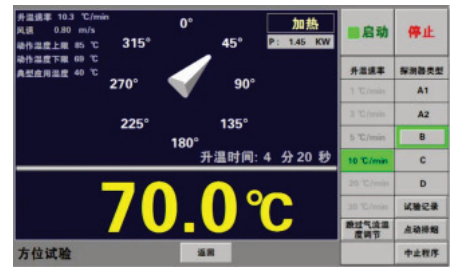 升温速率 10.3 ℃/min
风速 0.80 m/s
动作温度上限 85 ℃
动作温度下限 69 ℃
典型应用温度 40 ℃
0°
45°
90°
135°
180°
225°
270°
315°
加热
P: 1.45 KW
升温时间: 4 分 20 秒
70.0℃
方位试验
返回
启动
停止
升温速率
探测器类型
1 ℃/min
A1
3 ℃/min
A2
5 ℃/min
B
10 ℃/min
C
20 ℃/min
D
30 ℃/min
试验记录
跳过气流温度调节
点动排烟
中止程序